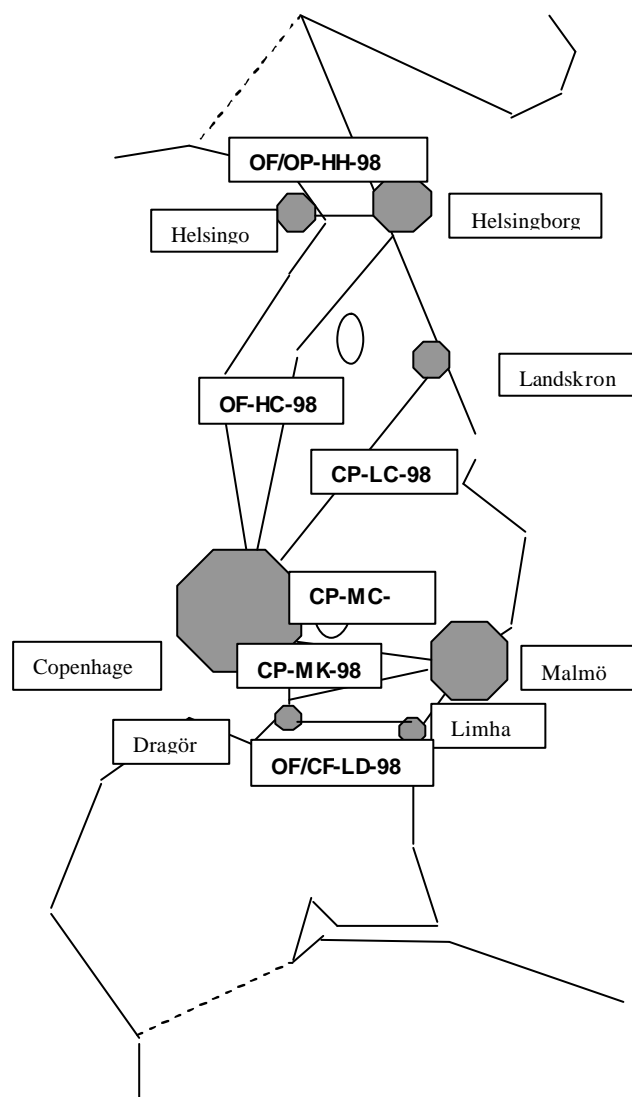 OF/OP-HH-98
Helsingo
Helsingborg
Landskron
OF-HC-98
CP-LC-98
CP-MC-
Copenhage
CP-MK-98
Malmö
Dragör
Limha
OF/CF-LD-98